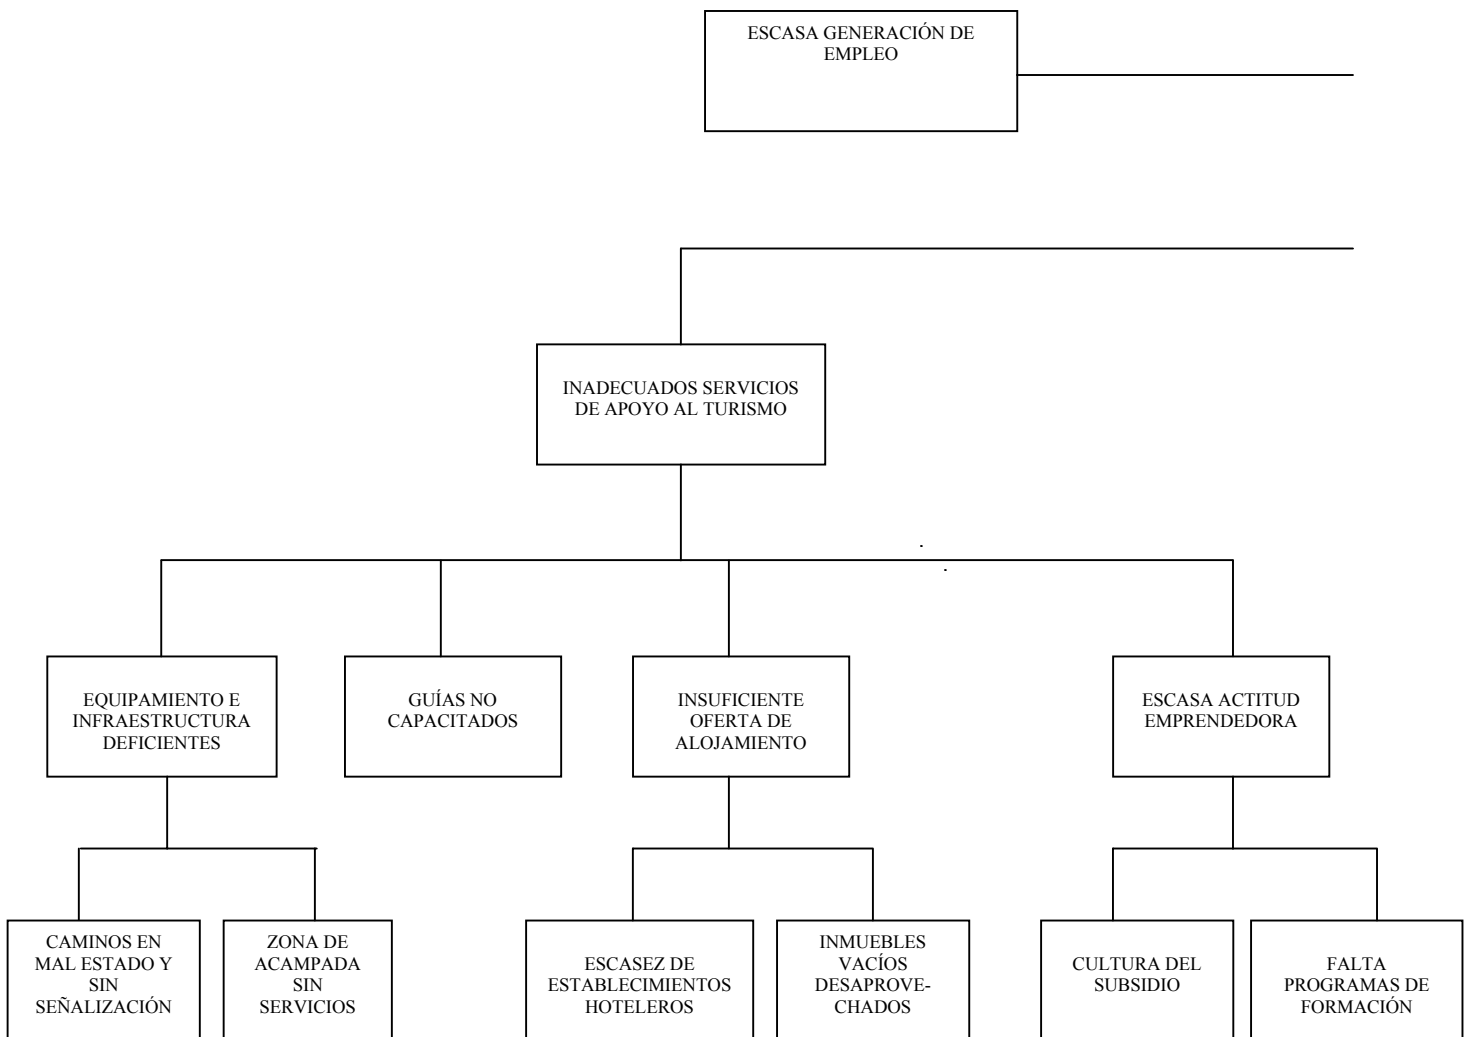 ESCASA GENERACIÓN DE
EMPLEO
INADECUADOS SERVICIOS
DE APOYO AL TURISMO
EQUIPAMIENTO E
INFRAESTRUCTURA
DEFICIENTES
GUÍAS NO
CAPACITADOS
INSUFICIENTE
OFERTA DE
ALOJAMIENTO
ESCASA ACTITUD
EMPRENDEDORA
CAMINOS EN
MAL ESTADO Y
SIN
SEÑALIZACIÓN
ZONA DE
ACAMPADA
SIN
SERVICIOS
ESCASEZ DE
ESTABLECIMIENTOS
HOTELEROS
INMUEBLES
VACÍOS
DESAPROVE-
CHADOS
CULTURA DEL
SUBSIDIO
FALTA
PROGRAMAS DE
FORMACIÓN